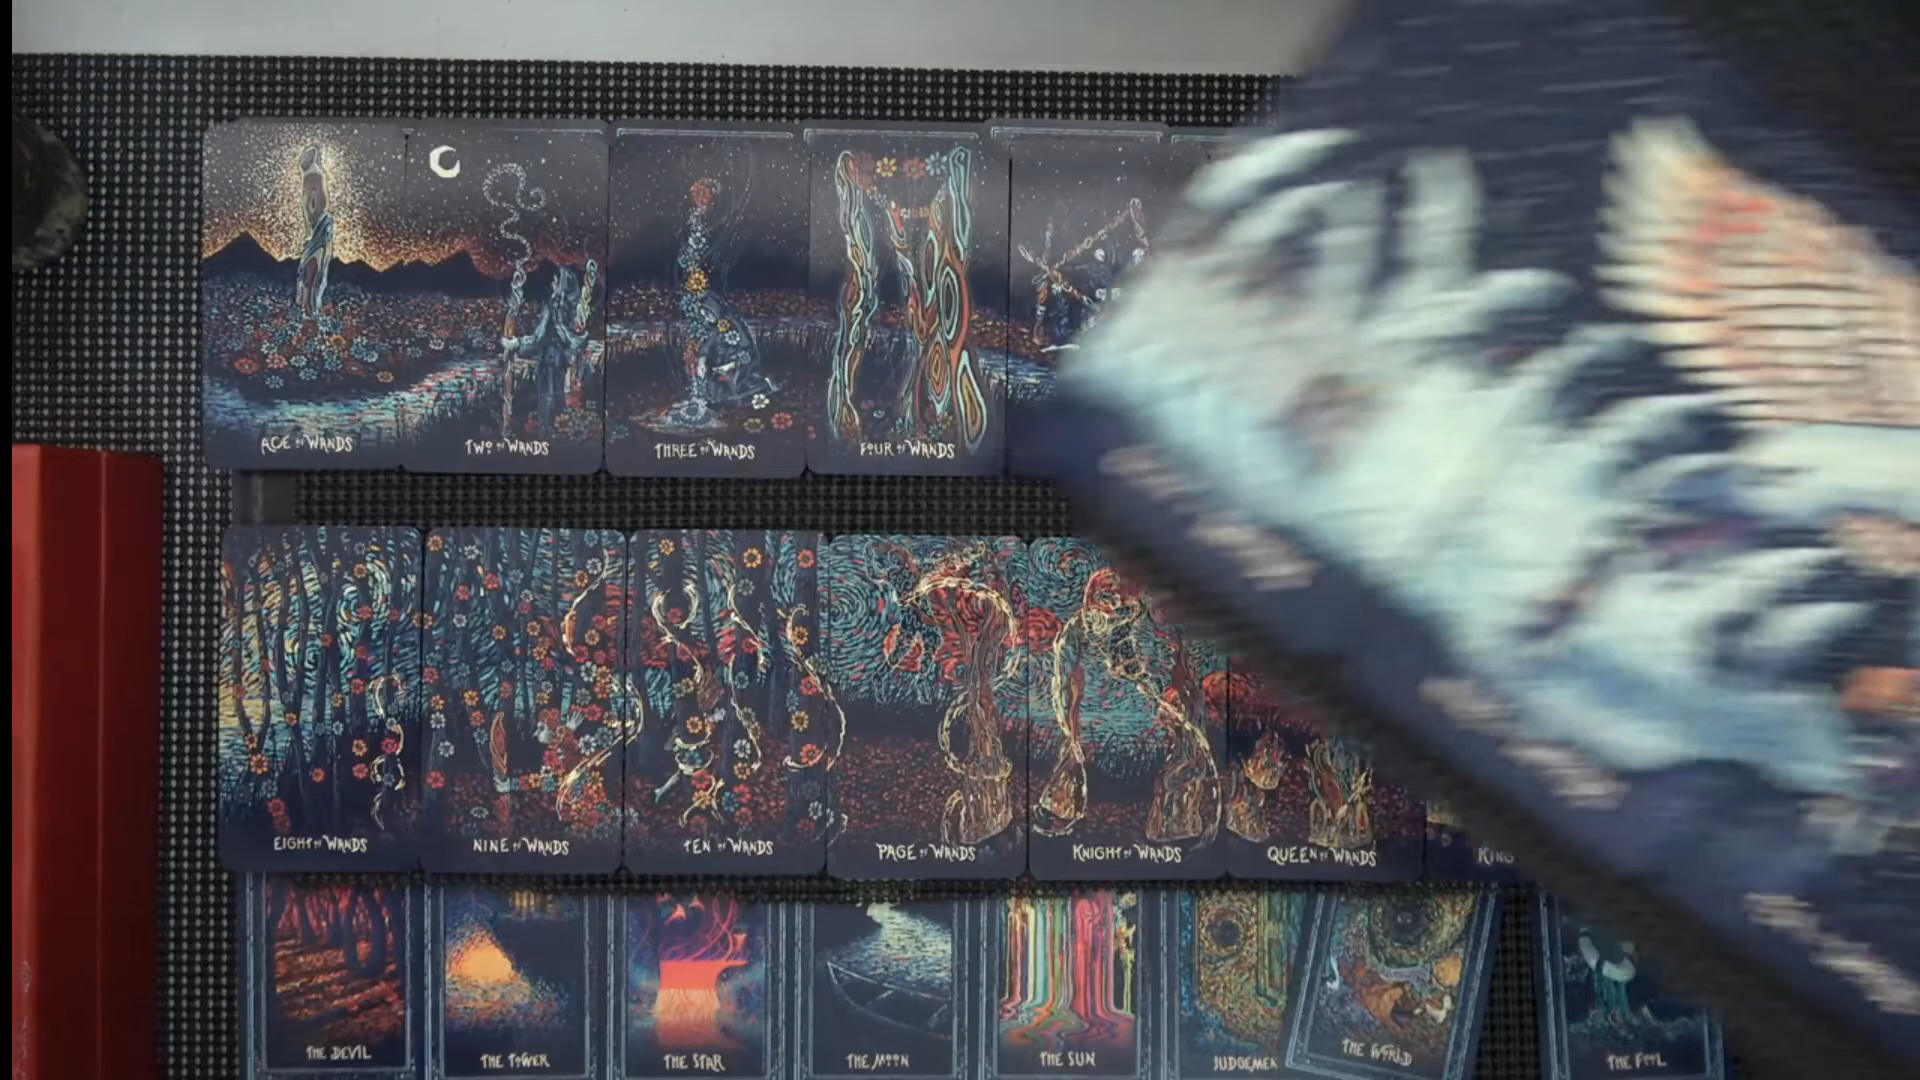 ACE OF WANDS
TWO OF WANDS
THREE OF WANDS
FOUR OF WANDS
EIGHT OF WANDS
NINE OF WANDS
TEN OF WANDS
PAGE OF WANDS
KNIGHT OF WANDS
QUEEN OF WANDS
KING
THE DEVIL
THE TOWER
THE STAR
THE MOON
THE SUN
JUDGEMEN
THE WORLD
THE FOOL